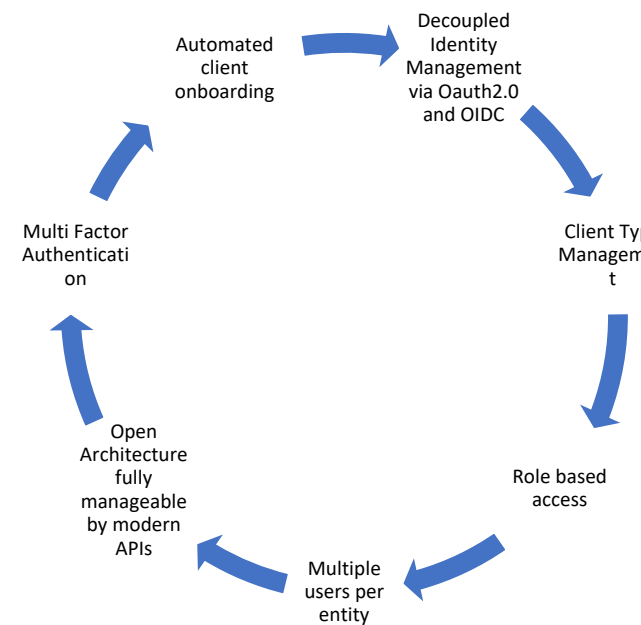 Automated
client
onboarding
Decoupled
Identity
Management
via Oauth2.0
and OIDC
Client Typ
Managem
t
Role based
access
Multiple
users per
entity
Open
Architecture
fully
manageable
by modern
APIs
Multi Factor
Authenticati
on